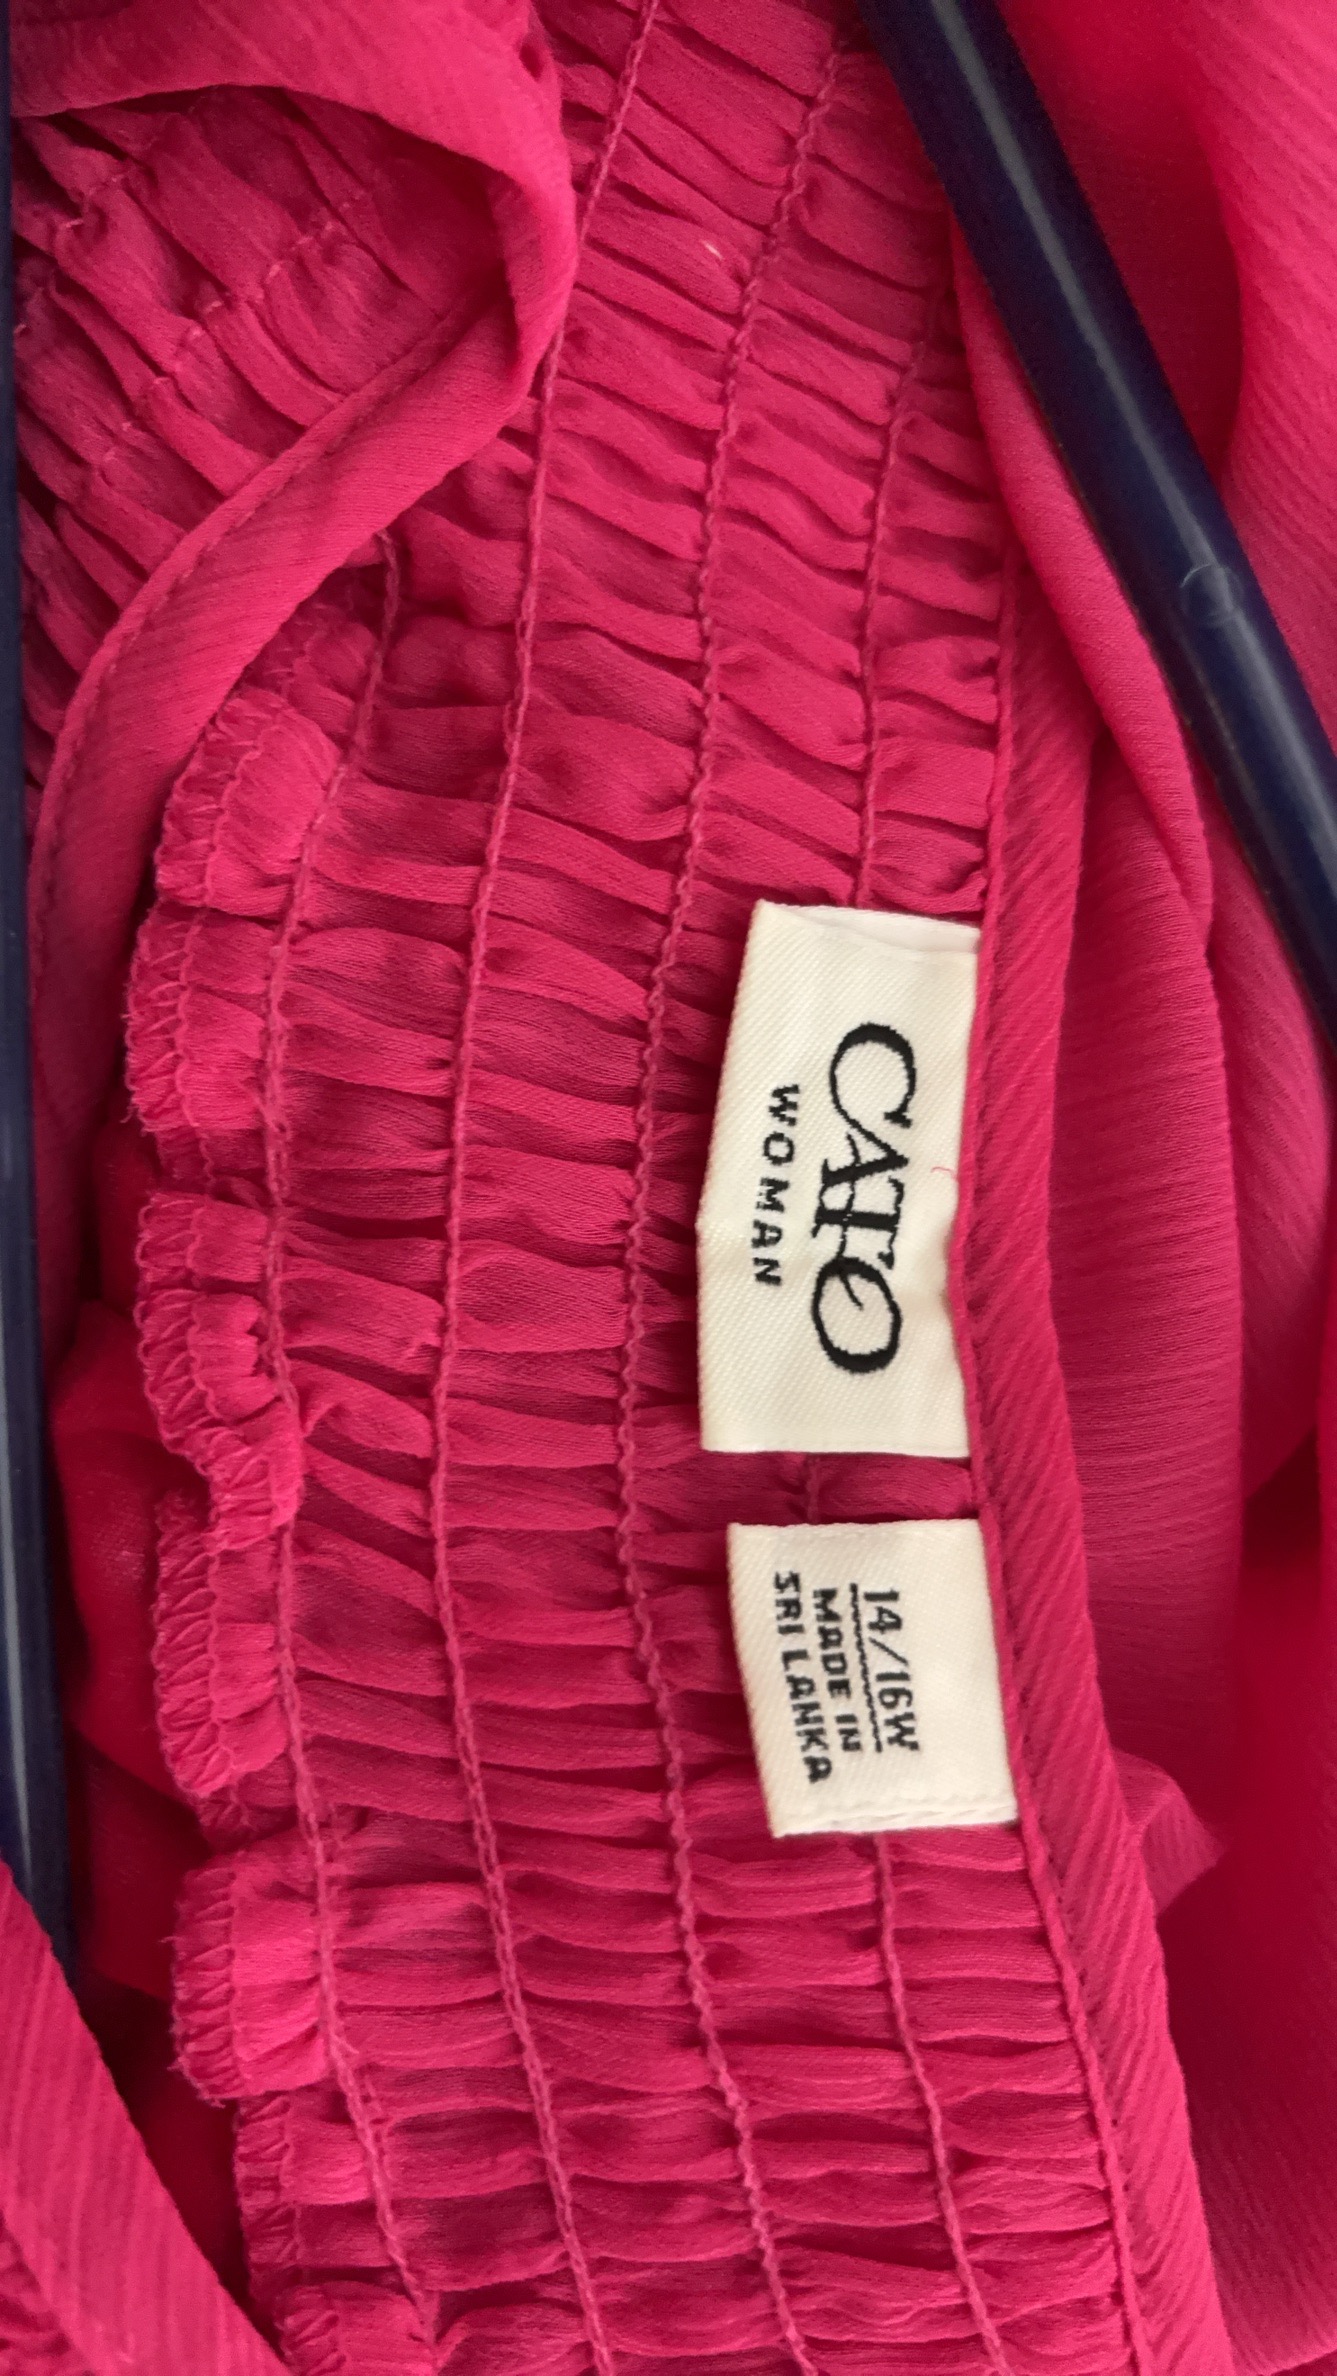 CATO
WOMAN
14/16W
MADE IN
SRI LANKA